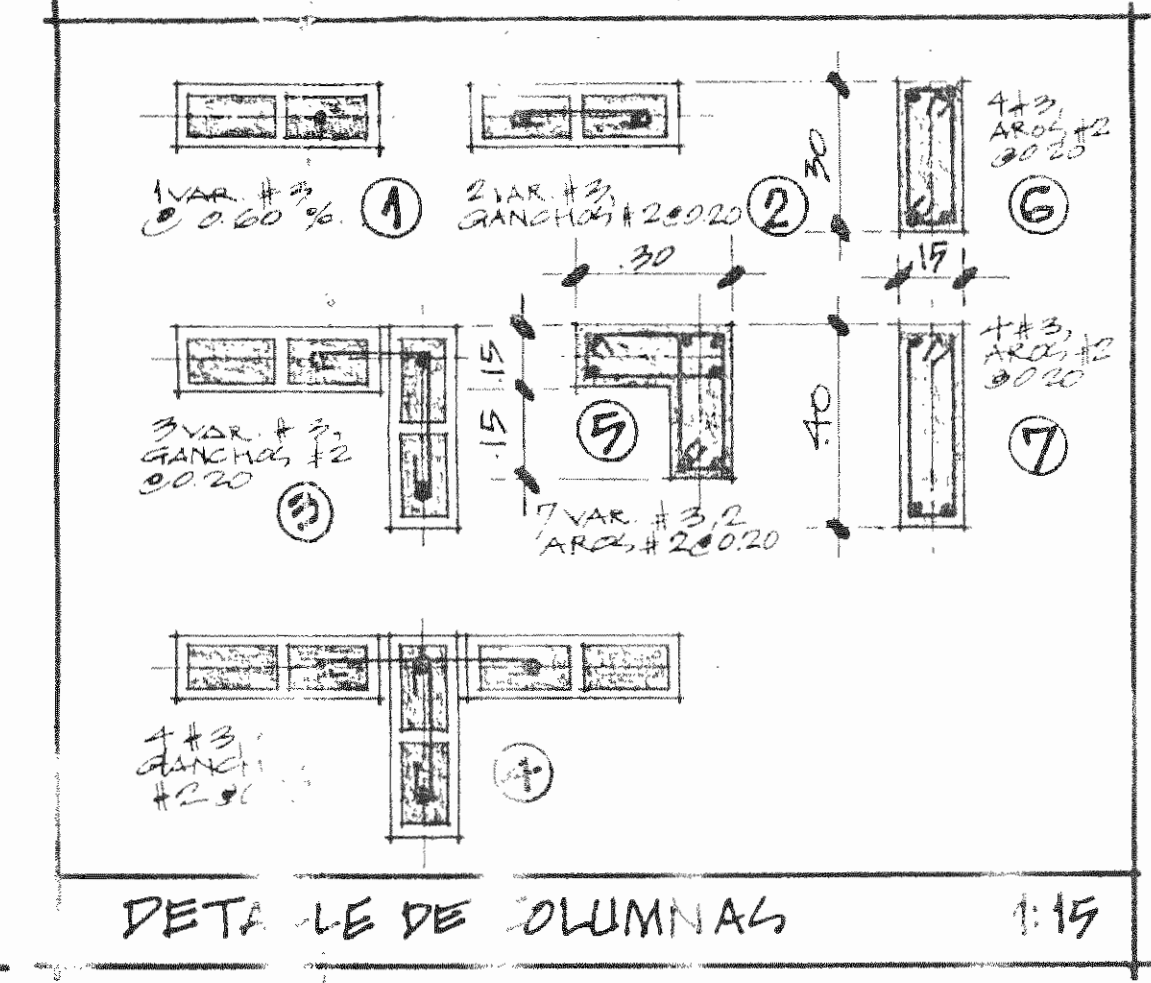 1 VAR. #3,
@ 0.60 %.
1
2 VAR. #3,
GANCHOS #2@0.20
2
.30
4#3,
AROS #2
@0.20
6
.30
.15
3 VAR. #3,
GANCHOS #2
@0.20
3
.15
.15
5
7 VAR. #3, 2
AROS #2@0.20
.40
4#3,
AROS #2
@0.20
7
4 #3
GANCH
#2 @
4
DETA LE DE OLUMNAS
1:15